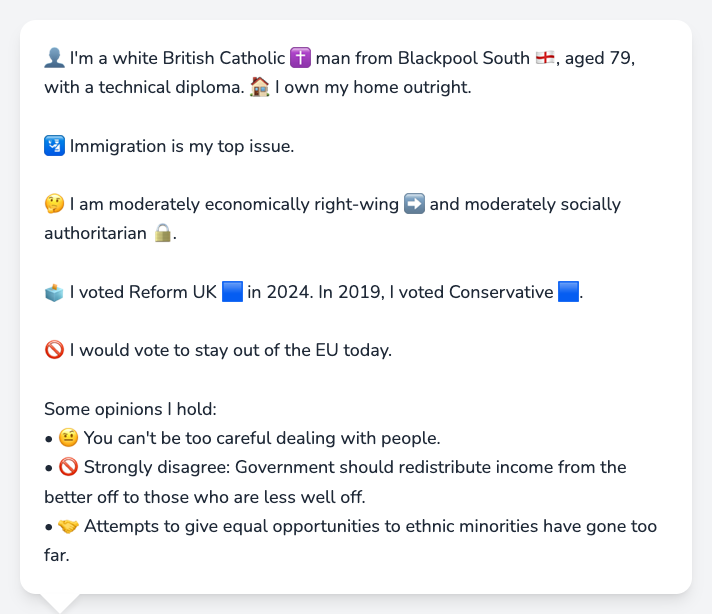 👤 I'm a white British Catholic ✝️ man from Blackpool South 🏴󠁧󠁢󠁥󠁮󠁧󠁿, aged 79,
with a technical diploma. 🏠 I own my home outright.
🛂 Immigration is my top issue.
🤔 I am moderately economically right-wing ➡️ and moderately socially
authoritarian 🔒.
🗳️ I voted Reform UK 🟦 in 2024. In 2019, I voted Conservative 🟦.
🚫 I would vote to stay out of the EU today.
Some opinions I hold:
• 🤨 You can't be too careful dealing with people.
• 🚫 Strongly disagree: Government should redistribute income from the
better off to those who are less well off.
• 🤝 Attempts to give equal opportunities to ethnic minorities have gone too
far.